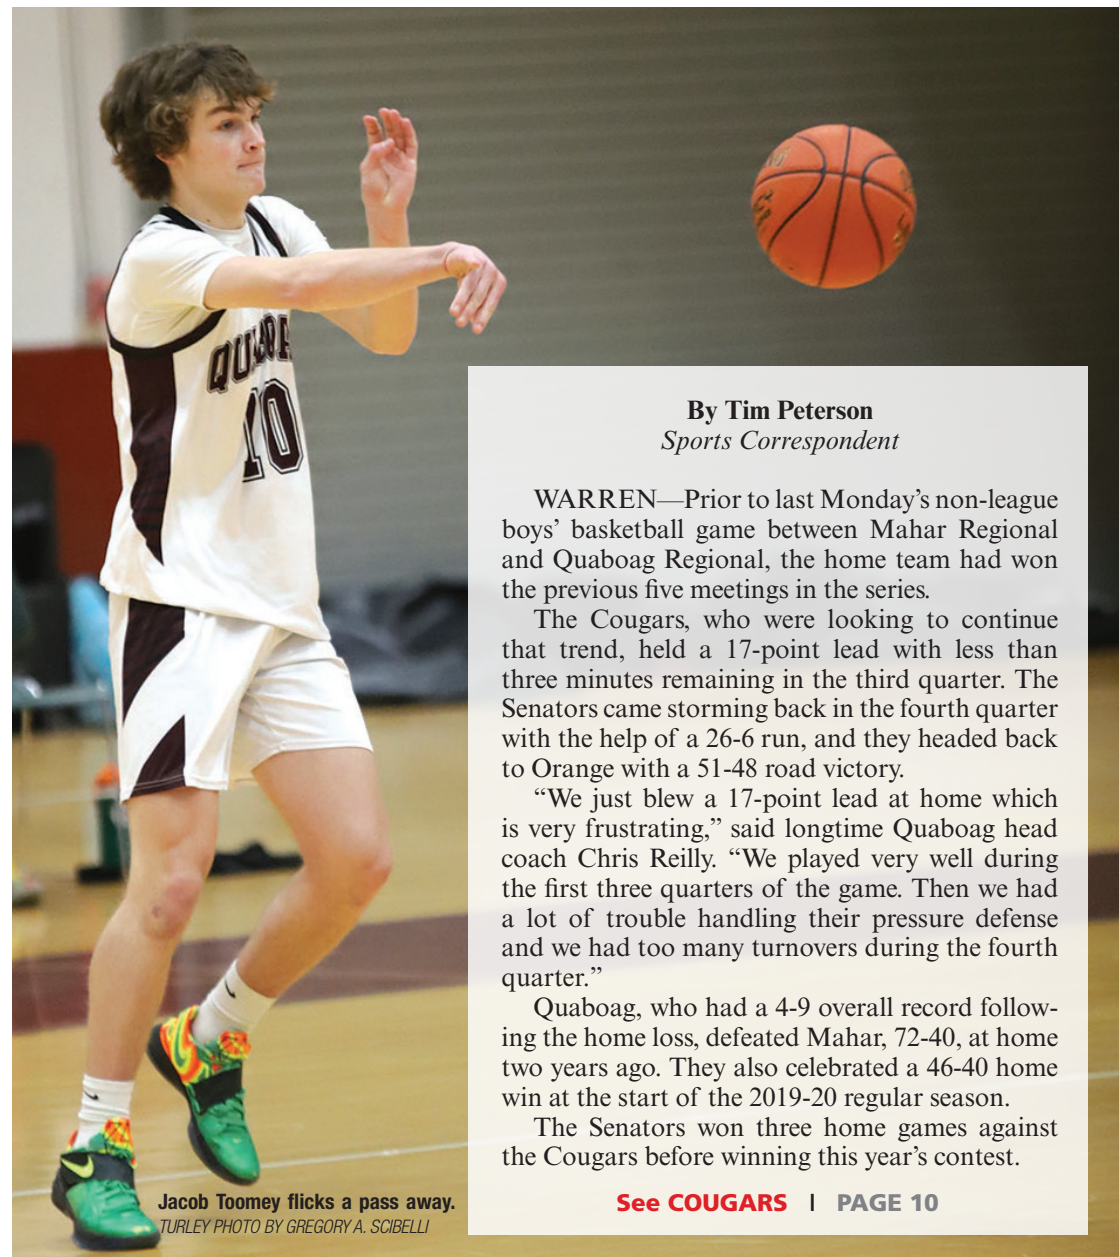 QUABOA
10
By Tim Peterson
Sports Correspondent
WARREN—Prior to last Monday’s non-league
boys’ basketball game between Mahar Regional
and Quaboag Regional, the home team had won
the previous five meetings in the series.
The Cougars, who were looking to continue
that trend, held a 17-point lead with less than
three minutes remaining in the third quarter. The
Senators came storming back in the fourth quarter
with the help of a 26-6 run, and they headed back
to Orange with a 51-48 road victory.
“We just blew a 17-point lead at home which
is very frustrating,” said longtime Quaboag head
coach Chris Reilly. “We played very well during
the first three quarters of the game. Then we had
a lot of trouble handling their pressure defense
and we had too many turnovers during the fourth
quarter.”
Quaboag, who had a 4-9 overall record follow-
ing the home loss, defeated Mahar, 72-40, at home
two years ago. They also celebrated a 46-40 home
win at the start of the 2019-20 regular season.
The Senators won three home games against
the Cougars before winning this year’s contest.
See COUGARS | PAGE 10
Jacob Toomey flicks a pass away.
TURLEY PHOTO BY GREGORY A. SCIBELLI